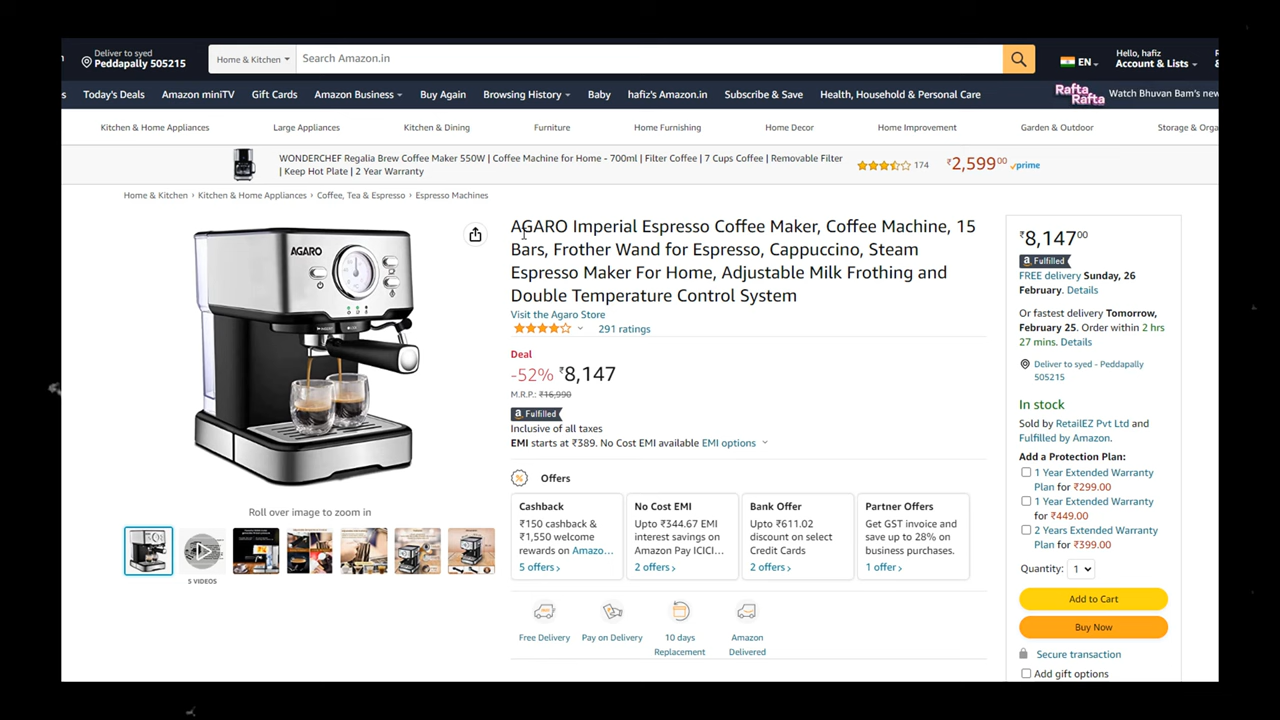 Deliver to syed
Peddapally 505215
Home & Kitchen
Search Amazon.in
EN
Hello, hafiz
Account & Lists
Today's Deals
Amazon miniTV
Gift Cards
Amazon Business
Buy Again
Browsing History
Baby
hafiz's Amazon.in
Subscribe & Save
Health, Household & Personal Care
Rafta Rafta
Watch Bhuvan Bam's new
Kitchen & Home Appliances
Large Appliances
Kitchen & Dining
Furniture
Home Furnishing
Home Decor
Home Improvement
Garden & Outdoor
Storage & Orga
WONDERCHEF Regalia Brew Coffee Maker 550W | Coffee Machine for Home - 700ml | Filter Coffee | 7 Cups Coffee | Removable Filter
| Keep Hot Plate | 2 Year Warranty
174
₹2,599⁰⁰
prime
Home & Kitchen › Kitchen & Home Appliances › Coffee, Tea & Espresso › Espresso Machines
AGARO
Roll over image to zoom in
5 VIDEOS
AGARO Imperial Espresso Coffee Maker, Coffee Machine, 15
Bars, Frother Wand for Espresso, Cappuccino, Steam
Espresso Maker For Home, Adjustable Milk Frothing and
Double Temperature Control System
Visit the Agaro Store
291 ratings
Deal
-52% ₹8,147
M.R.P.: ₹16,990
a Fulfilled
Inclusive of all taxes
EMI starts at ₹389. No Cost EMI available EMI options
Offers
Cashback
₹150 cashback &
₹1,550 welcome
rewards on Amazo...
5 offers›
No Cost EMI
Upto ₹344.67 EMI
interest savings on
Amazon Pay ICICI...
2 offers›
Bank Offer
Upto ₹611.02
discount on select
Credit Cards
2 offers›
Partner Offers
Get GST invoice and
save up to 28% on
business purchases.
1 offer›
Free Delivery
Pay on Delivery
10 days
Replacement
Amazon
Delivered
₹8,147⁰⁰
a Fulfilled
FREE delivery Sunday, 26
February. Details
Or fastest delivery Tomorrow,
February 25. Order within 2 hrs
27 mins. Details
Deliver to syed - Peddapally
505215
In stock
Sold by RetailEZ Pvt Ltd and
Fulfilled by Amazon.
Add a Protection Plan:
1 Year Extended Warranty
Plan for ₹299.00
1 Year Extended Warranty
Plan for ₹449.00
2 Years Extended Warranty
Plan for ₹399.00
Quantity: 1
Add to Cart
Buy Now
Secure transaction
Add gift options